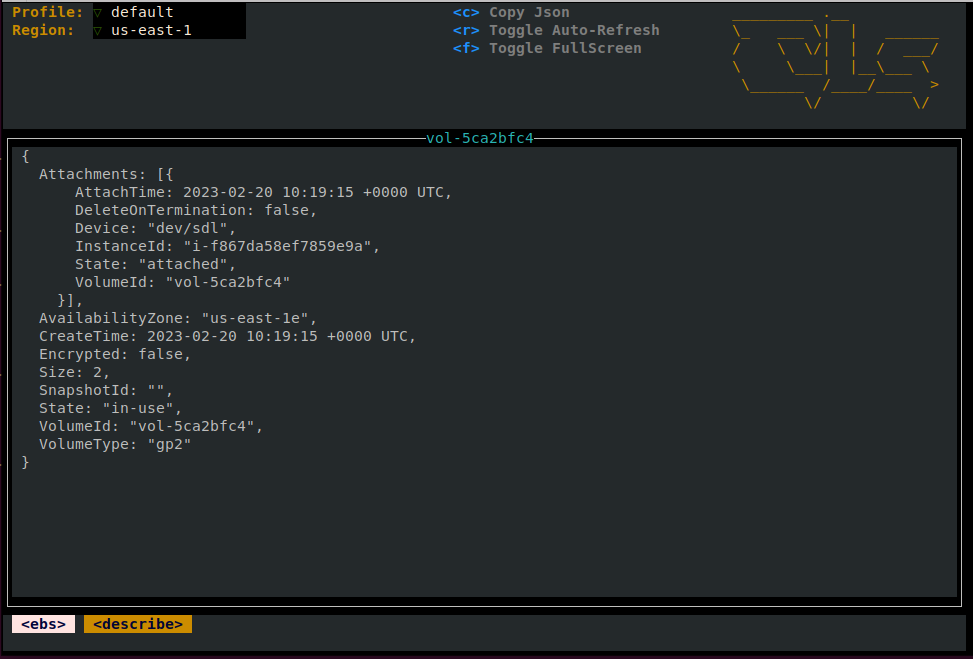 Profile: ▽ default
Region: ▽ us-east-1
<c> Copy Json
<r> Toggle Auto-Refresh
<f> Toggle FullScreen
vol-5ca2bfc4
{
  Attachments: [{
      AttachTime: 2023-02-20 10:19:15 +0000 UTC,
      DeleteOnTermination: false,
      Device: "dev/sdl",
      InstanceId: "i-f867da58ef7859e9a",
      State: "attached",
      VolumeId: "vol-5ca2bfc4"
    }],
  AvailabilityZone: "us-east-1e",
  CreateTime: 2023-02-20 10:19:15 +0000 UTC,
  Encrypted: false,
  Size: 2,
  SnapshotId: "",
  State: "in-use",
  VolumeId: "vol-5ca2bfc4",
  VolumeType: "gp2"
}
<ebs> <describe>